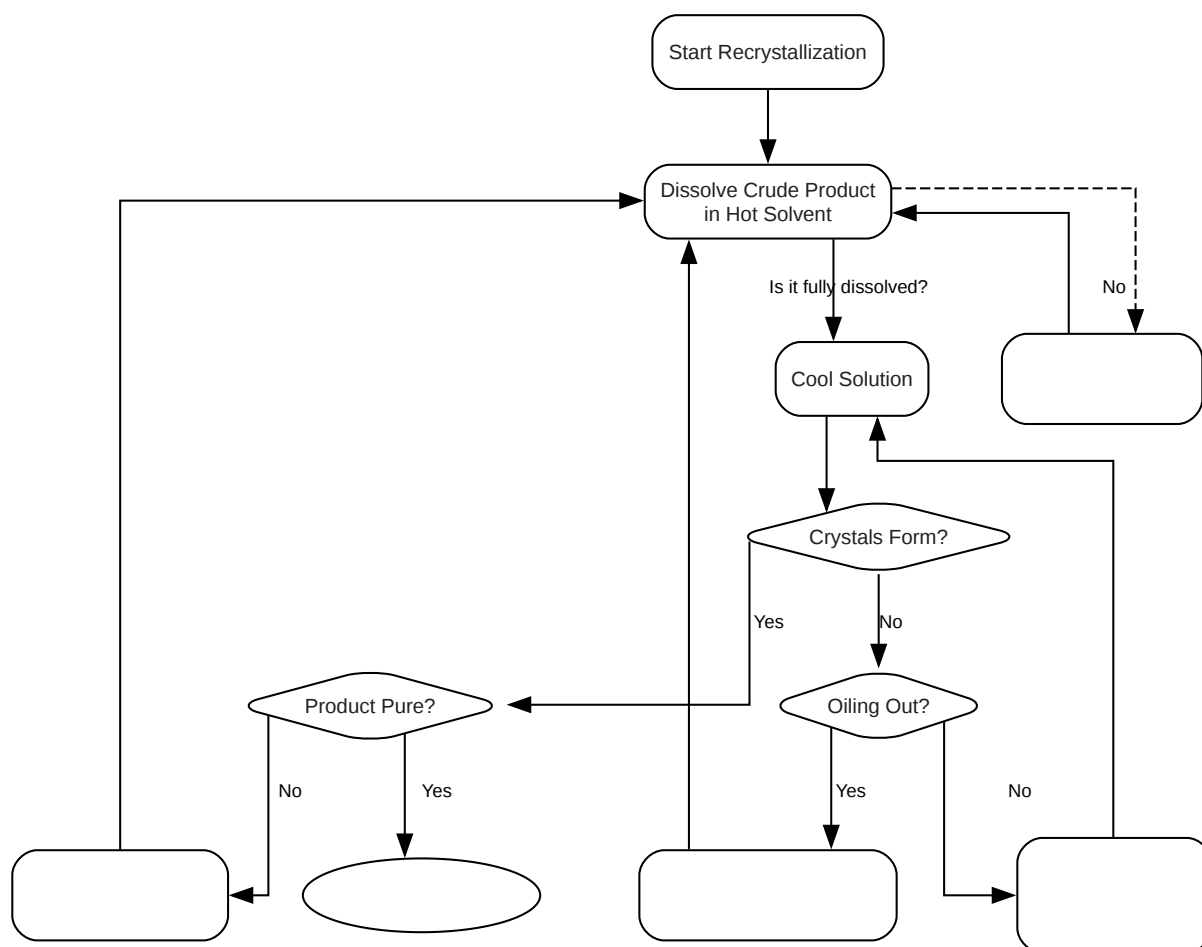 Start Recrystallization
Dissolve Crude Product
in Hot Solvent
Is it fully dissolved?
No
Cool Solution
Crystals Form?
Yes
No
Product Pure?
Oiling Out?
No
Yes
Yes
No